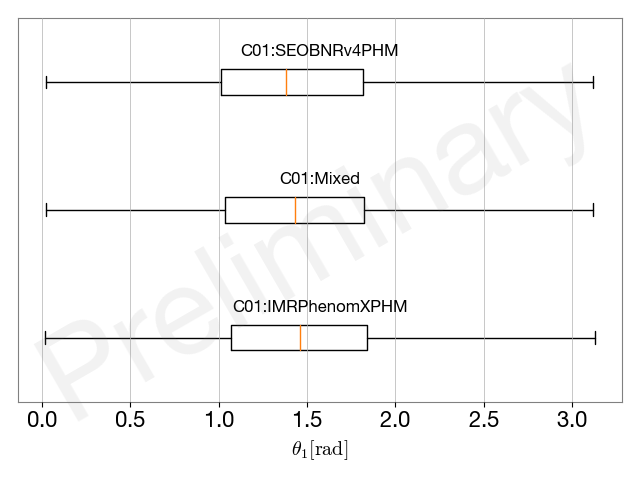 C01:SEOBNRv4PHM
C01:Mixed
C01:IMRPhenomXPHM
Preliminary
0.0 0.5 1.0 1.5 2.0 2.5 3.0
θ₁[rad]